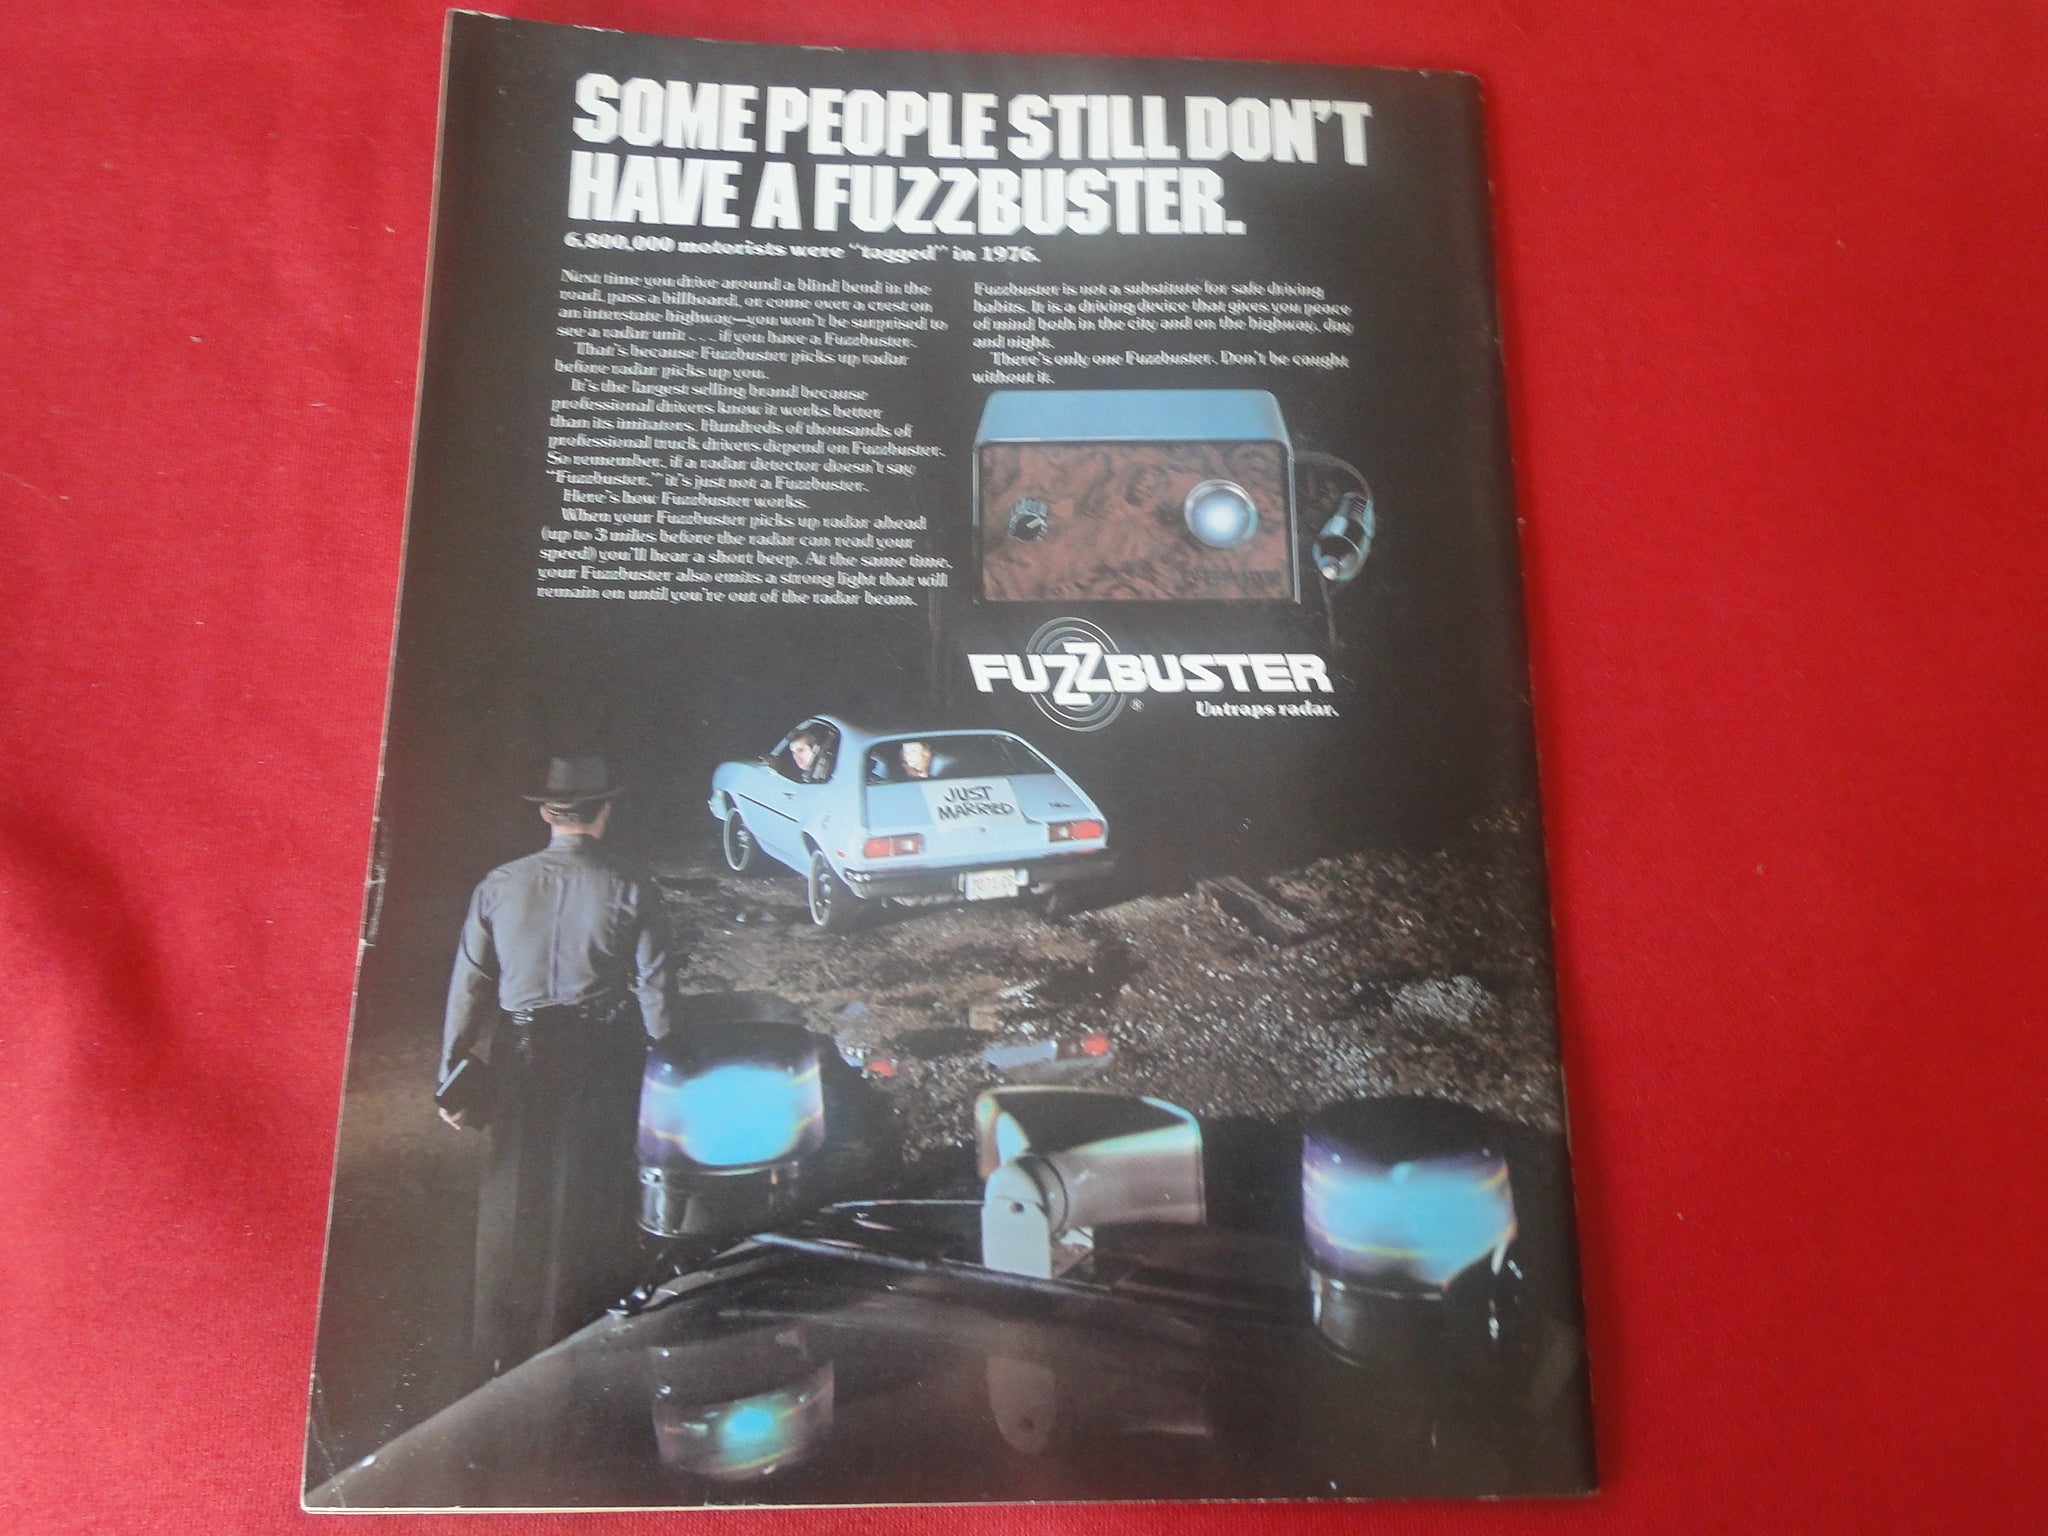 SOME PEOPLE STILL DON'T
HAVE A FUZZBUSTER.
6,800,000 motorists were "tagged" in 1976.
Next time you drive around a blind bend in the
road, pass a billboard, or come over a crest on
an interstate highway—you won't be surprised to
see a radar unit . . . if you have a Fuzzbuster.
That's because Fuzzbuster picks up radar
before radar picks up you.
It's the largest selling brand because
professional drivers know it works better
than its imitators. Hundreds of thousands of
professional truck drivers depend on Fuzzbuster.
So remember, if a radar detector doesn't say
"Fuzzbuster," it's just not a Fuzzbuster.
Here's how Fuzzbuster works.
When your Fuzzbuster picks up radar ahead
(up to 3 miles before the radar can read your
speed) you'll hear a short beep. At the same time,
your Fuzzbuster also emits a strong light that will
remain on until you're out of the radar beam.
Fuzzbuster is not a substitute for safe driving
habits. It is a driving device that gives you peace
of mind both in the city and on the highway, day
and night.
There's only one Fuzzbuster. Don't be caught
without it.
FUZZBUSTER
®
Untraps radar.
JUST
MARRIED